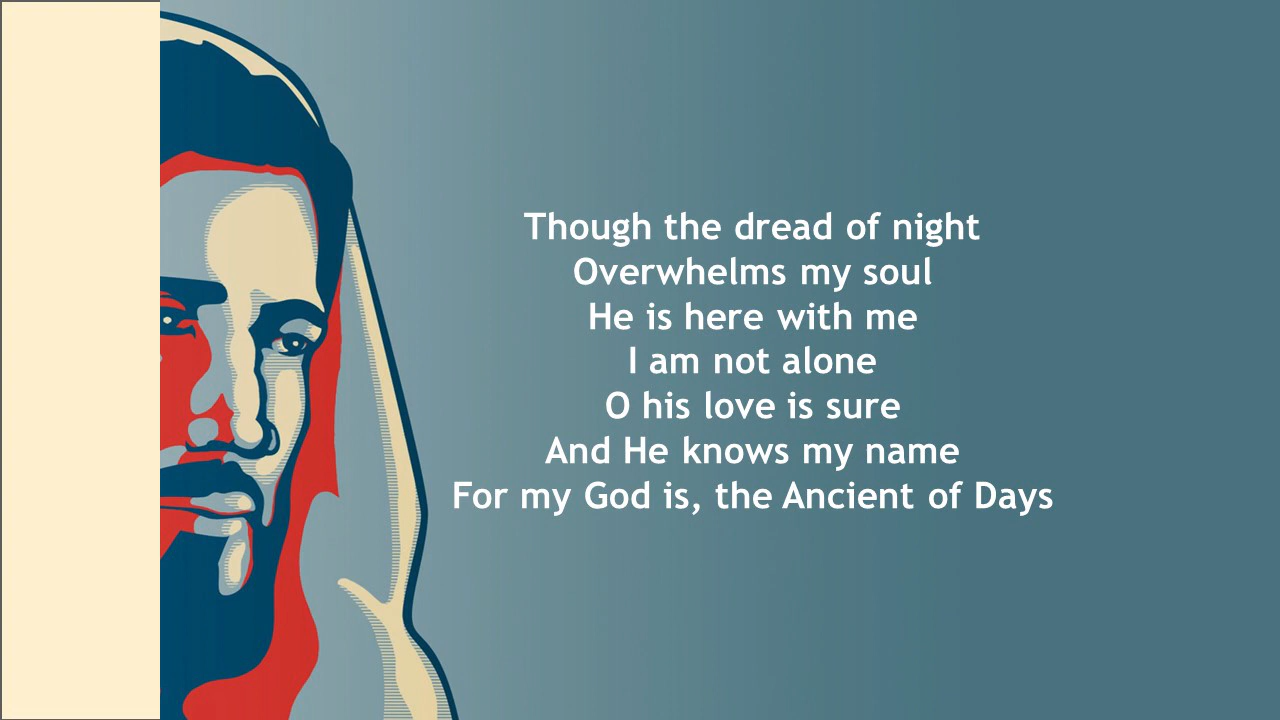 Though the dread of night
Overwhelms my soul
He is here with me
I am not alone
O his love is sure
And He knows my name
For my God is, the Ancient of Days